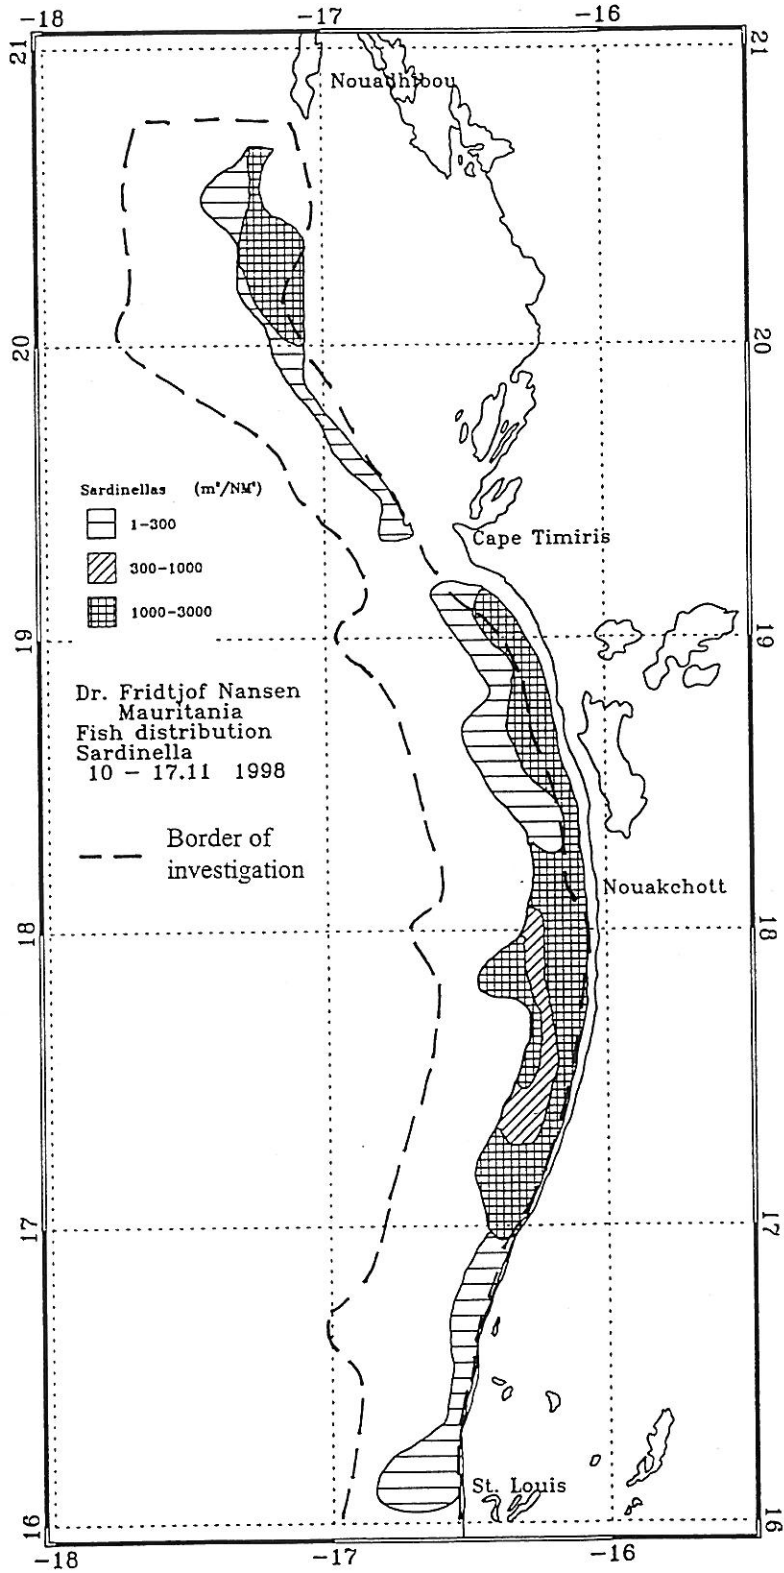 -18
-17
-16
21
21
Nouadhibou
20
20
Sardinellas (m²/NM²)
1-300
300-1000
1000-3000
Cape Timiris
19
19
Dr. Fridtjof Nansen
Mauritania
Fish distribution
Sardinella
10 - 17.11 1998
Border of
investigation
Nouakchott
18
18
17
17
St. Louis
16
16
-18
-17
-16